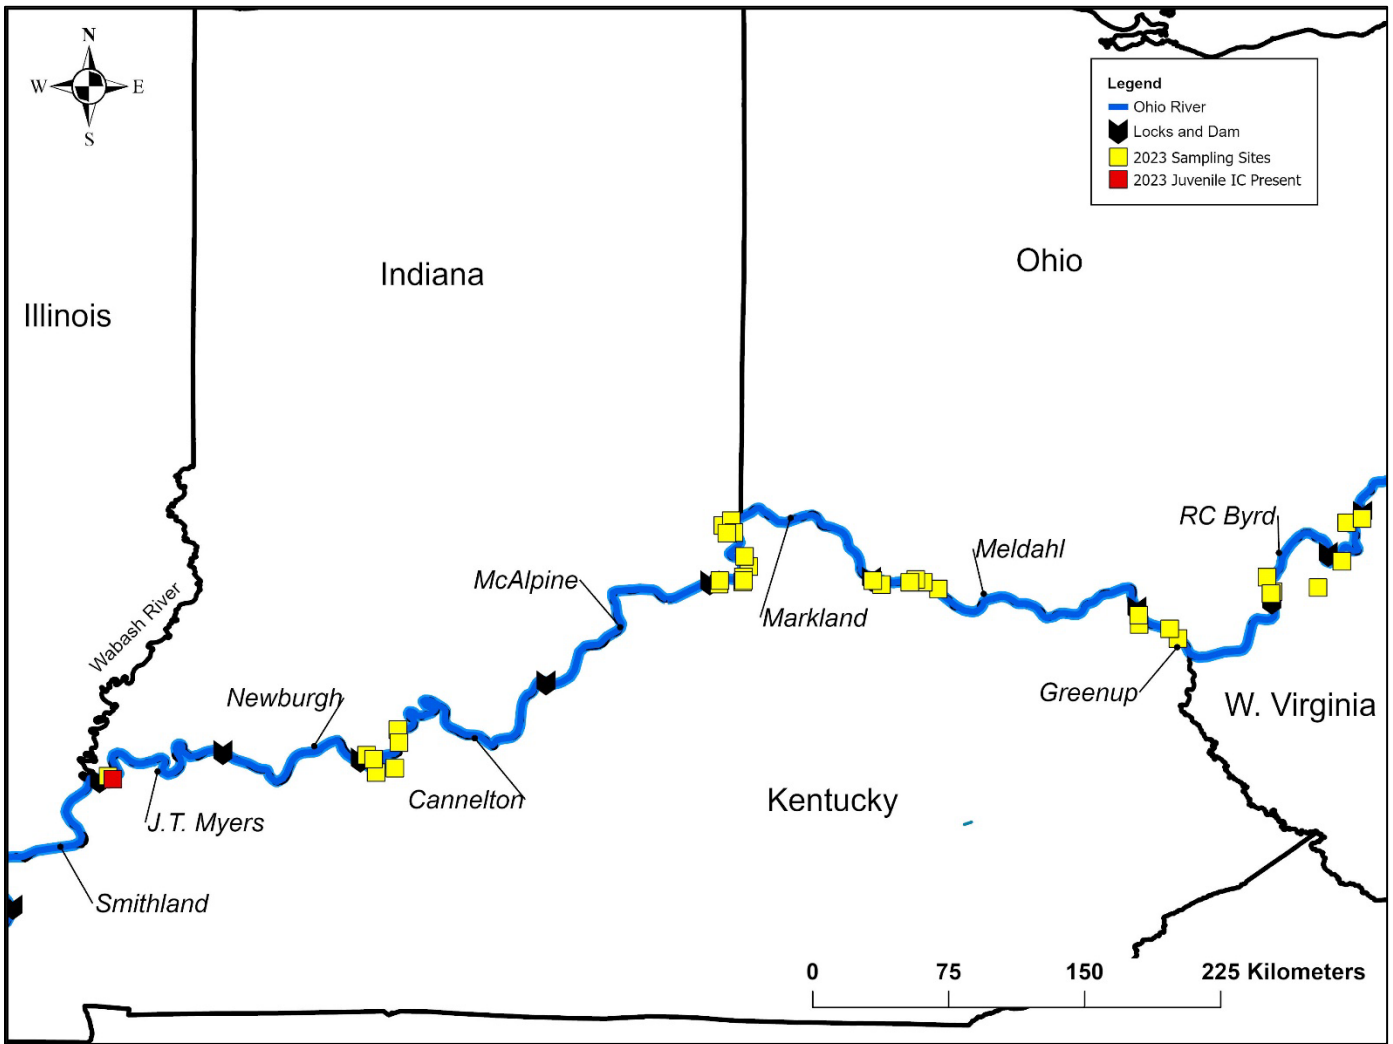 N
W E
S
Legend
Ohio River
Locks and Dam
2023 Sampling Sites
2023 Juvenile IC Present
Ohio
Indiana
Illinois
RC Byrd
Meldahl
McAlpine
Markland
Wabash River
Greenup
Newburgh
W. Virginia
Cannelton
Kentucky
J.T. Myers
Smithland
0 75 150 225 Kilometers